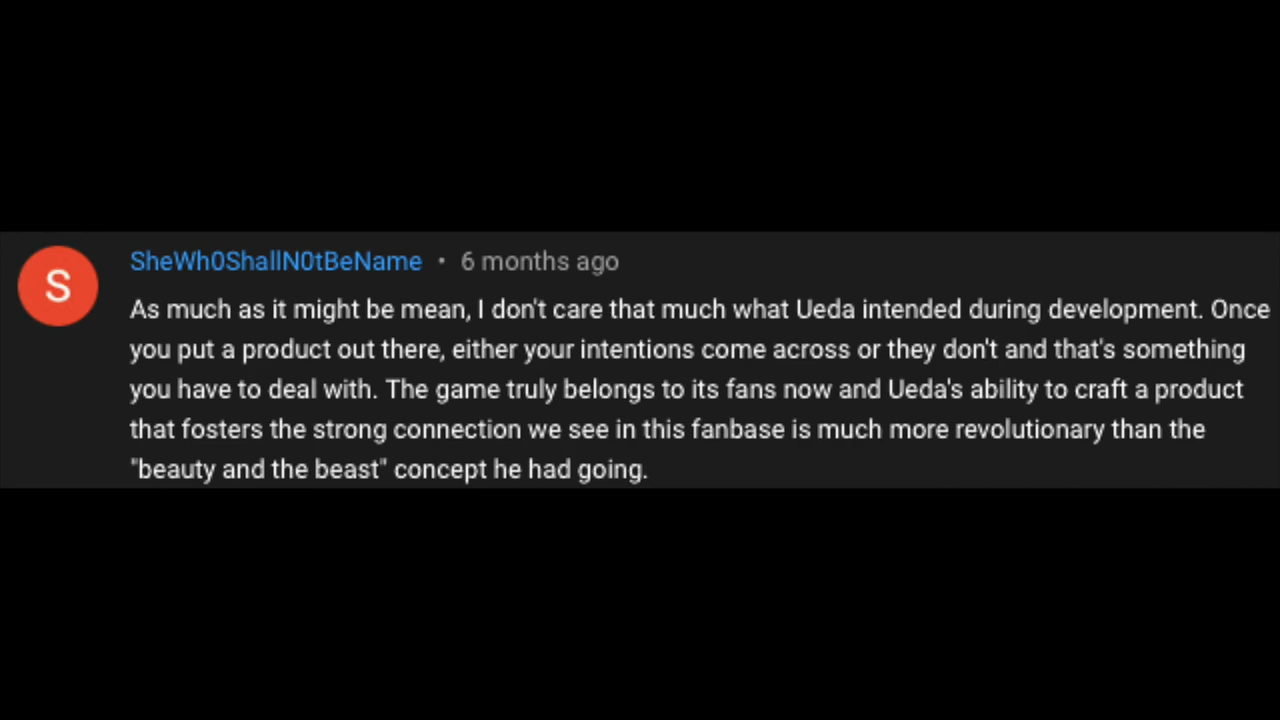 S
SheWh0ShallN0tBeName • 6 months ago
As much as it might be mean, I don't care that much what Ueda intended during development. Once
you put a product out there, either your intentions come across or they don't and that's something
you have to deal with. The game truly belongs to its fans now and Ueda's ability to craft a product
that fosters the strong connection we see in this fanbase is much more revolutionary than the
"beauty and the beast" concept he had going.